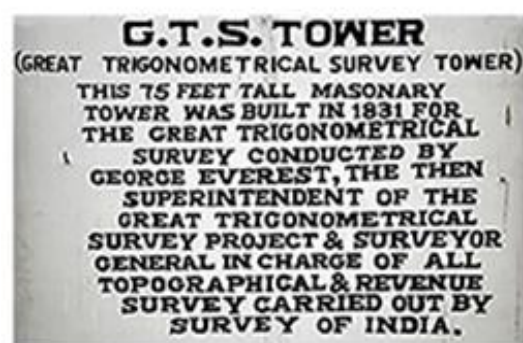 G.T.S. TOWER
(GREAT TRIGONOMETRICAL SURVEY TOWER)
THIS 75 FEET TALL MASONARY
TOWER WAS BUILT IN 1831 FOR
THE GREAT TRIGONOMETRICAL
SURVEY CONDUCTED BY
GEORGE EVEREST, THE THEN
SUPERINTENDENT OF THE
GREAT TRIGONOMETRICAL
SURVEY PROJECT & SURVEYOR
GENERAL IN CHARGE OF ALL
TOPOGRAPHICAL & REVENUE
SURVEY CARRIED OUT BY
SURVEY OF INDIA.